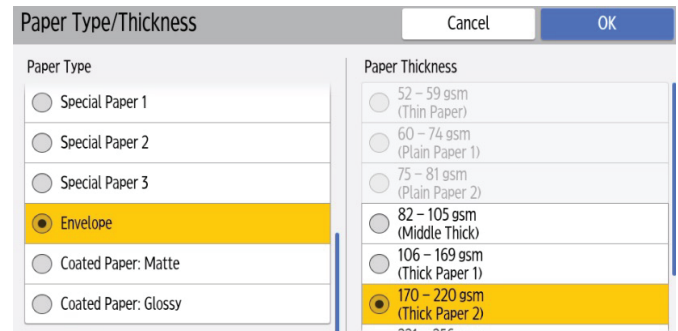 Paper Type/Thickness
Cancel
OK
Paper Type
Special Paper 1
Special Paper 2
Special Paper 3
Envelope
Coated Paper: Matte
Coated Paper: Glossy
Paper Thickness
52 – 59 gsm
(Thin Paper)
60 – 74 gsm
(Plain Paper 1)
75 – 81 gsm
(Plain Paper 2)
82 – 105 gsm
(Middle Thick)
106 – 169 gsm
(Thick Paper 1)
170 – 220 gsm
(Thick Paper 2)